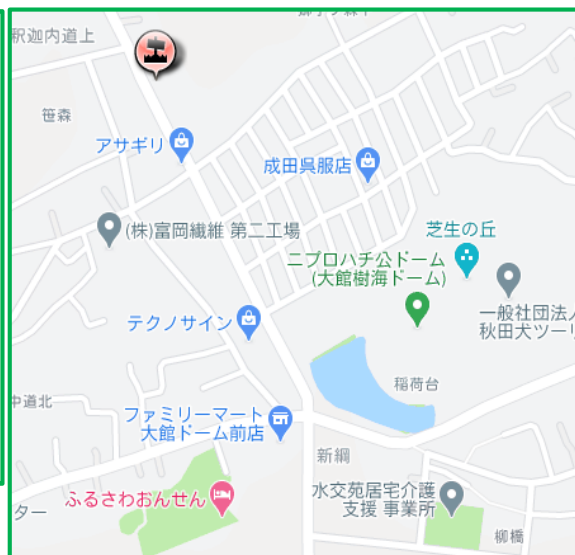 釈迦内道上
笹森
アサギリ
成田呉服店
(株)富岡繊維 第二工場
芝生の丘
ニプロハチ公ドーム
(大館樹海ドーム)
一般社団法人
秋田犬ツーリ
テクノサイン
稲荷台
中道北
ファミリーマート
大館ドーム前店
新綱
ふるさわおんせん
水交苑居宅介護
支援 事業所
ター
柳橋